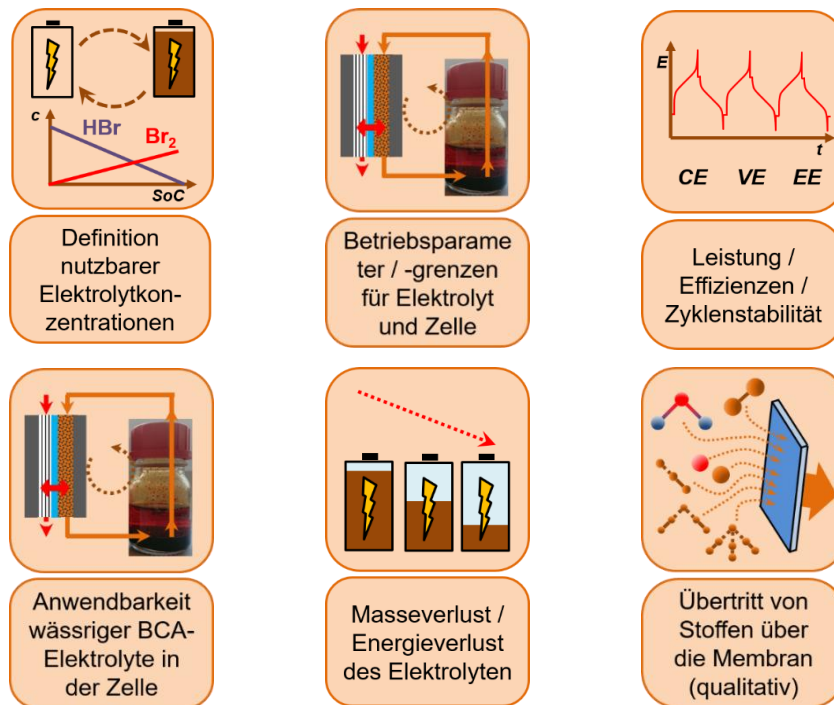 c
HBr
Br2
SoC
Definition
nutzbarer
Elektrolytkon-
zentrationen
Betriebsparame
ter / -grenzen
für Elektrolyt
und Zelle
E
t
CE VE EE
Leistung /
Effizienzen /
Zyklenstabilität
Anwendbarkeit
wässriger BCA-
Elektrolyte in
der Zelle
Masseverlust /
Energieverlust
des Elektrolyten
Übertritt von
Stoffen über
die Membran
(qualitativ)